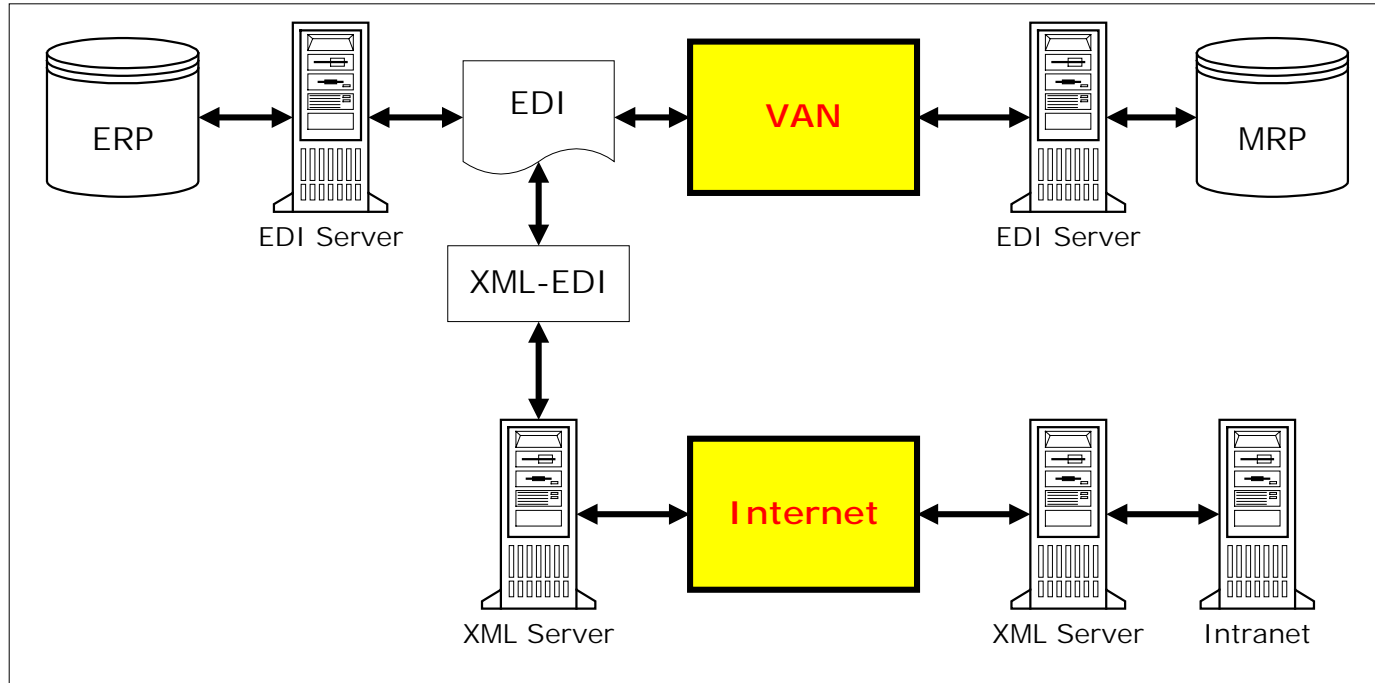 EDI
VAN
ERP
MRP
EDI Server
EDI Server
XML-EDI
Internet
XML Server
XML Server
Intranet